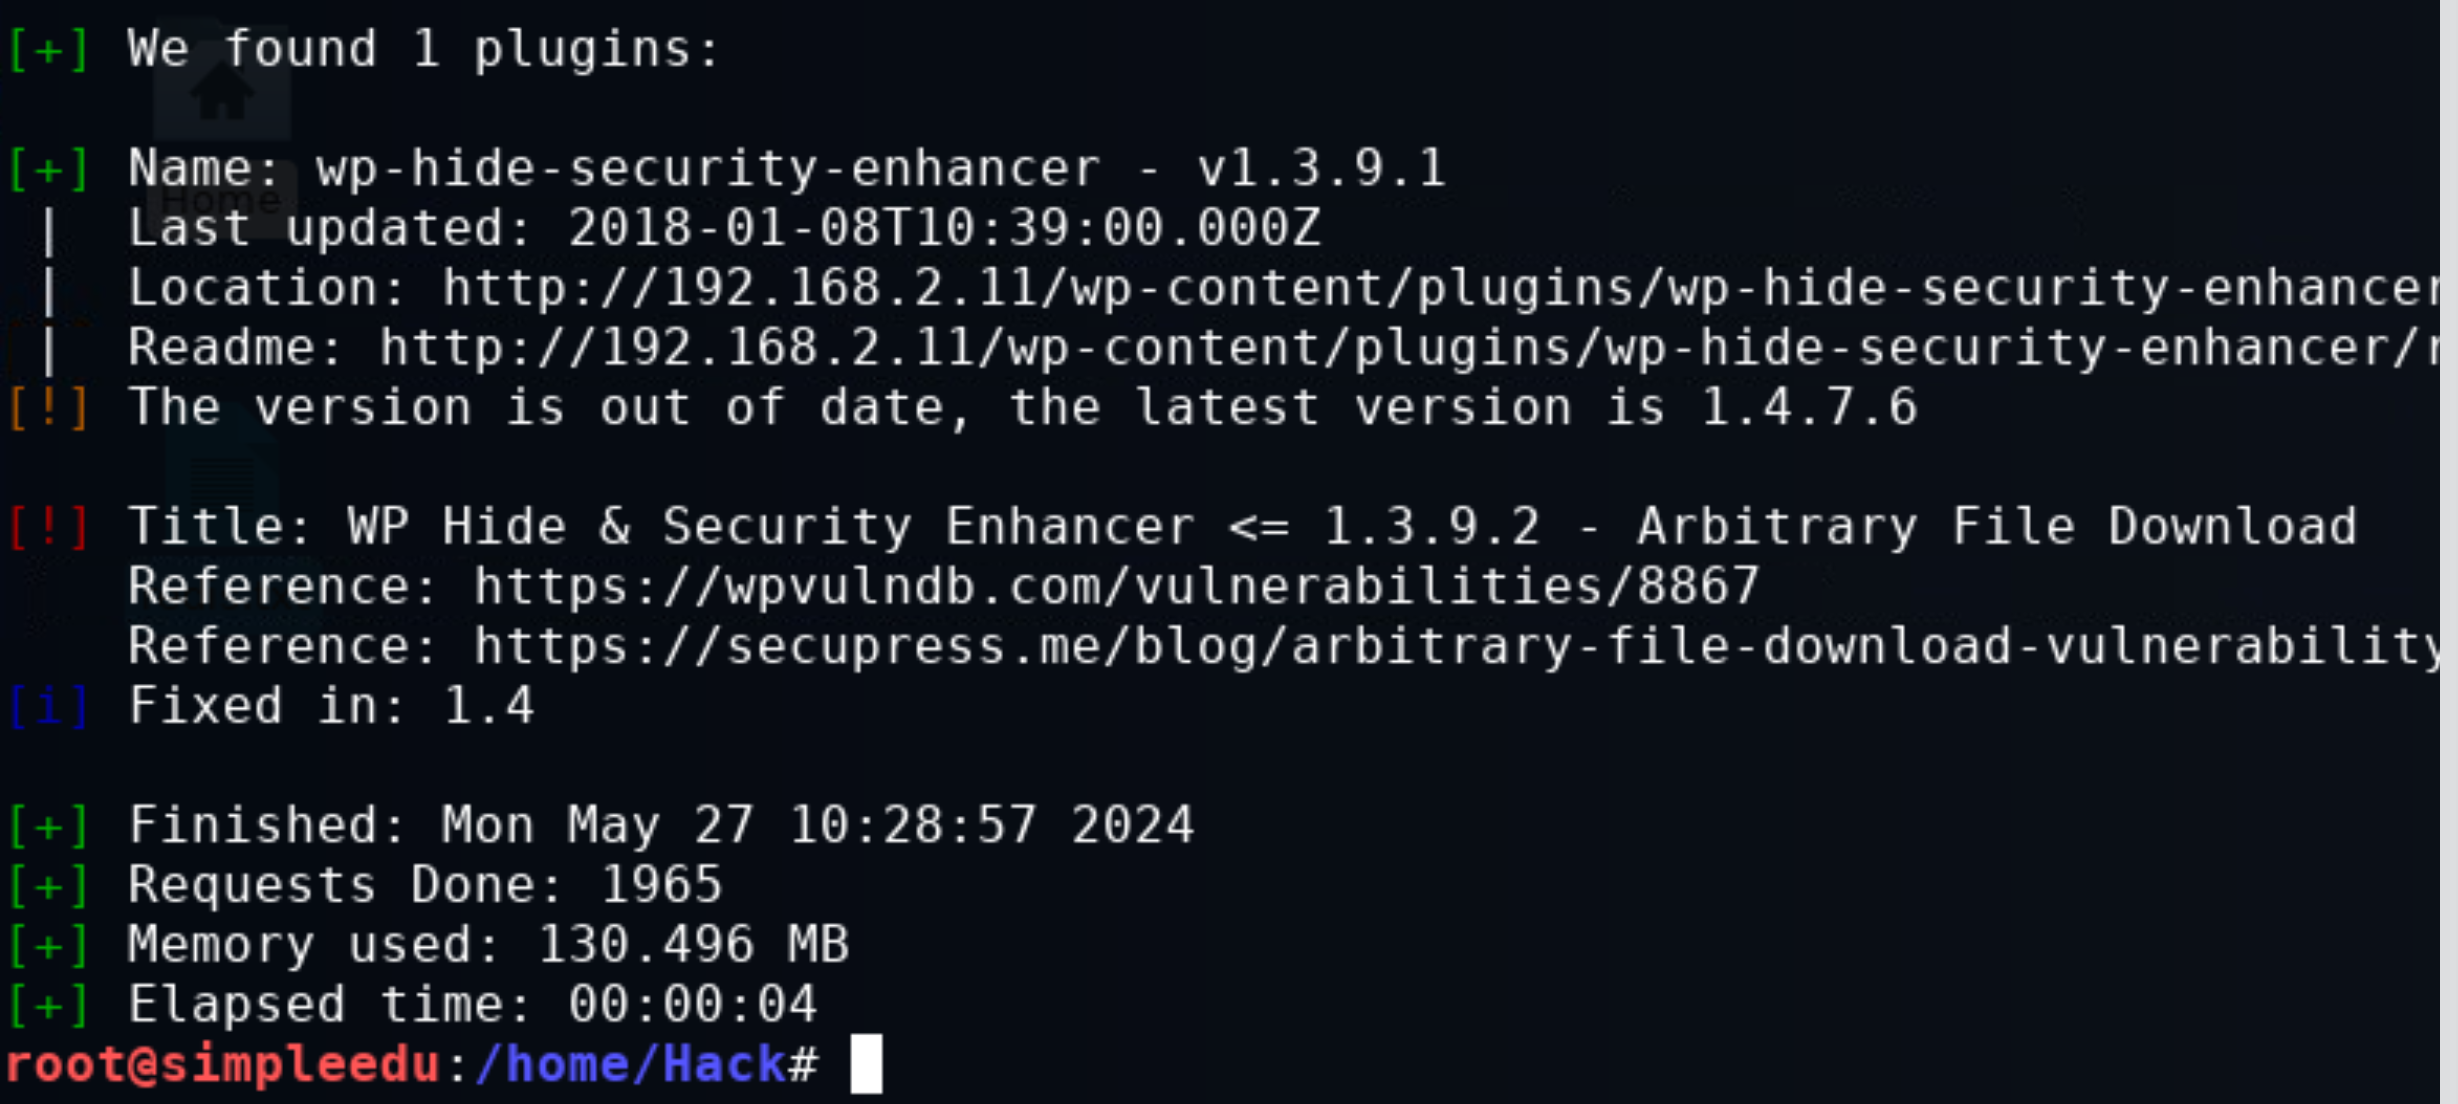 [+] We found 1 plugins:
[+] Name: wp-hide-security-enhancer - v1.3.9.1
Home
| Last updated: 2018-01-08T10:39:00.000Z
| Location: http://192.168.2.11/wp-content/plugins/wp-hide-security-enhancer
| Readme: http://192.168.2.11/wp-content/plugins/wp-hide-security-enhancer/r
[!] The version is out of date, the latest version is 1.4.7.6
[!] Title: WP Hide & Security Enhancer <= 1.3.9.2 - Arbitrary File Download
Reference: https://wpvulndb.com/vulnerabilities/8867
Reference: https://secupress.me/blog/arbitrary-file-download-vulnerability
[i] Fixed in: 1.4
[+] Finished: Mon May 27 10:28:57 2024
[+] Requests Done: 1965
[+] Memory used: 130.496 MB
[+] Elapsed time: 00:00:04
root@simpleedu:/home/Hack#